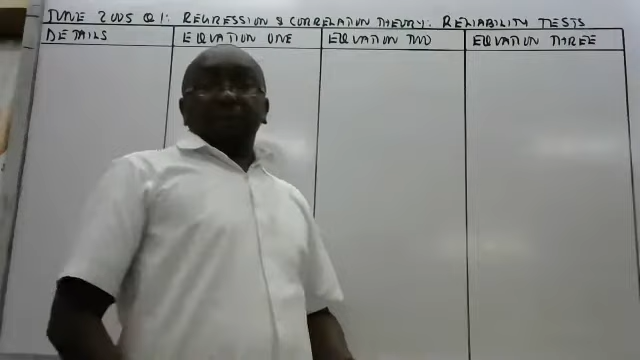 JUNE 2005 Q1: REGRESSION & CORRELATION THEORY: RELIABILITY TESTS
DETAILS EQUATION ONE EQUATION TWO EQUATION THREE